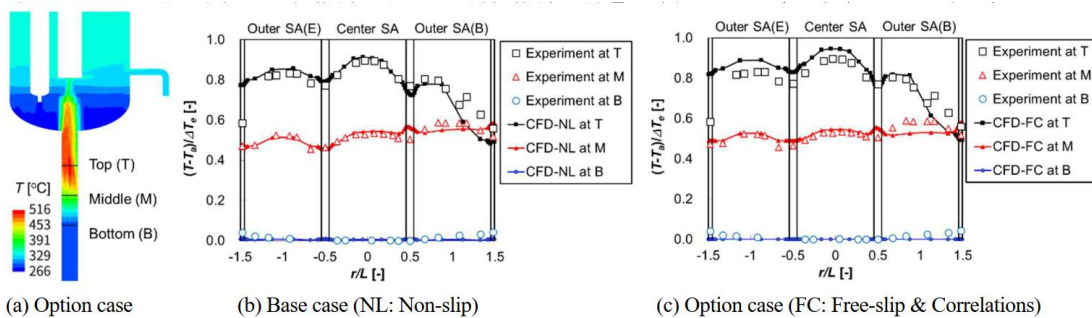 Outer SA(E) Center SA Outer SA(B)
Outer SA(E) Center SA Outer SA(B)
Top (T)
Middle (M)
Bottom (B)
T [°C]
516
453
391
329
266
(T-Ta)/ΔTe [-]
1.0
0.8
0.6
0.4
0.2
0.0
-1.5 -1 -0.5 0 0.5 1 1.5
r/L [-]
Experiment at T
Experiment at M
Experiment at B
CFD-NL at T
CFD-NL at M
CFD-NL at B
(T-Ta)/ΔTe [-]
1.0
0.8
0.6
0.4
0.2
0.0
-1.5 -1 -0.5 0 0.5 1 1.5
r/L [-]
Experiment at T
Experiment at M
Experiment at B
CFD-FC at T
CFD-FC at M
CFD-FC at B
(a) Option case (b) Base case (NL: Non-slip) (c) Option case (FC: Free-slip & Correlations)